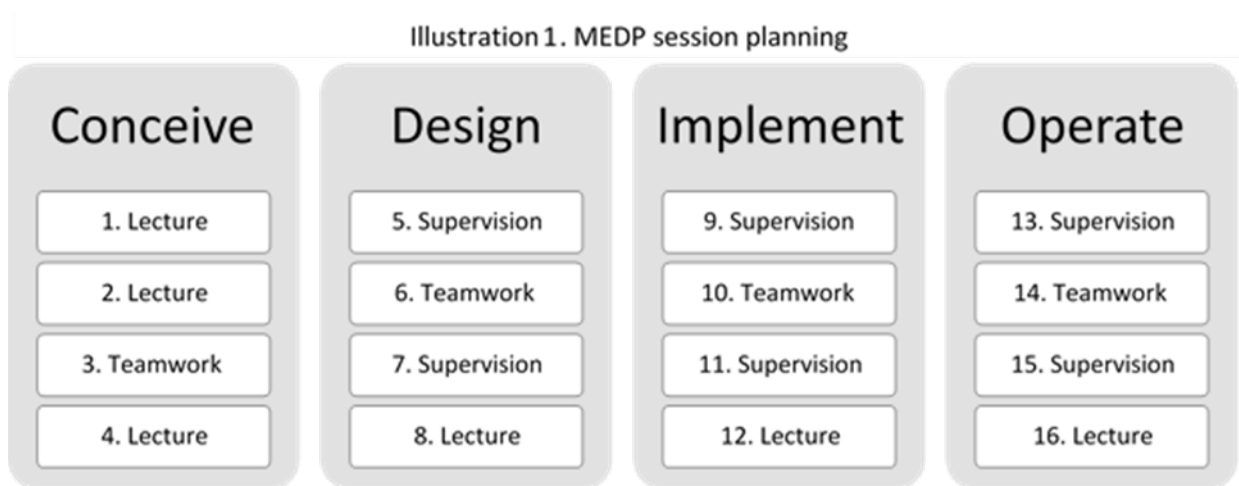 Illustration 1. MEDP session planning
Conceive
1. Lecture
2. Lecture
3. Teamwork
4. Lecture
Design
5. Supervision
6. Teamwork
7. Supervision
8. Lecture
Implement
9. Supervision
10. Teamwork
11. Supervision
12. Lecture
Operate
13. Supervision
14. Teamwork
15. Supervision
16. Lecture